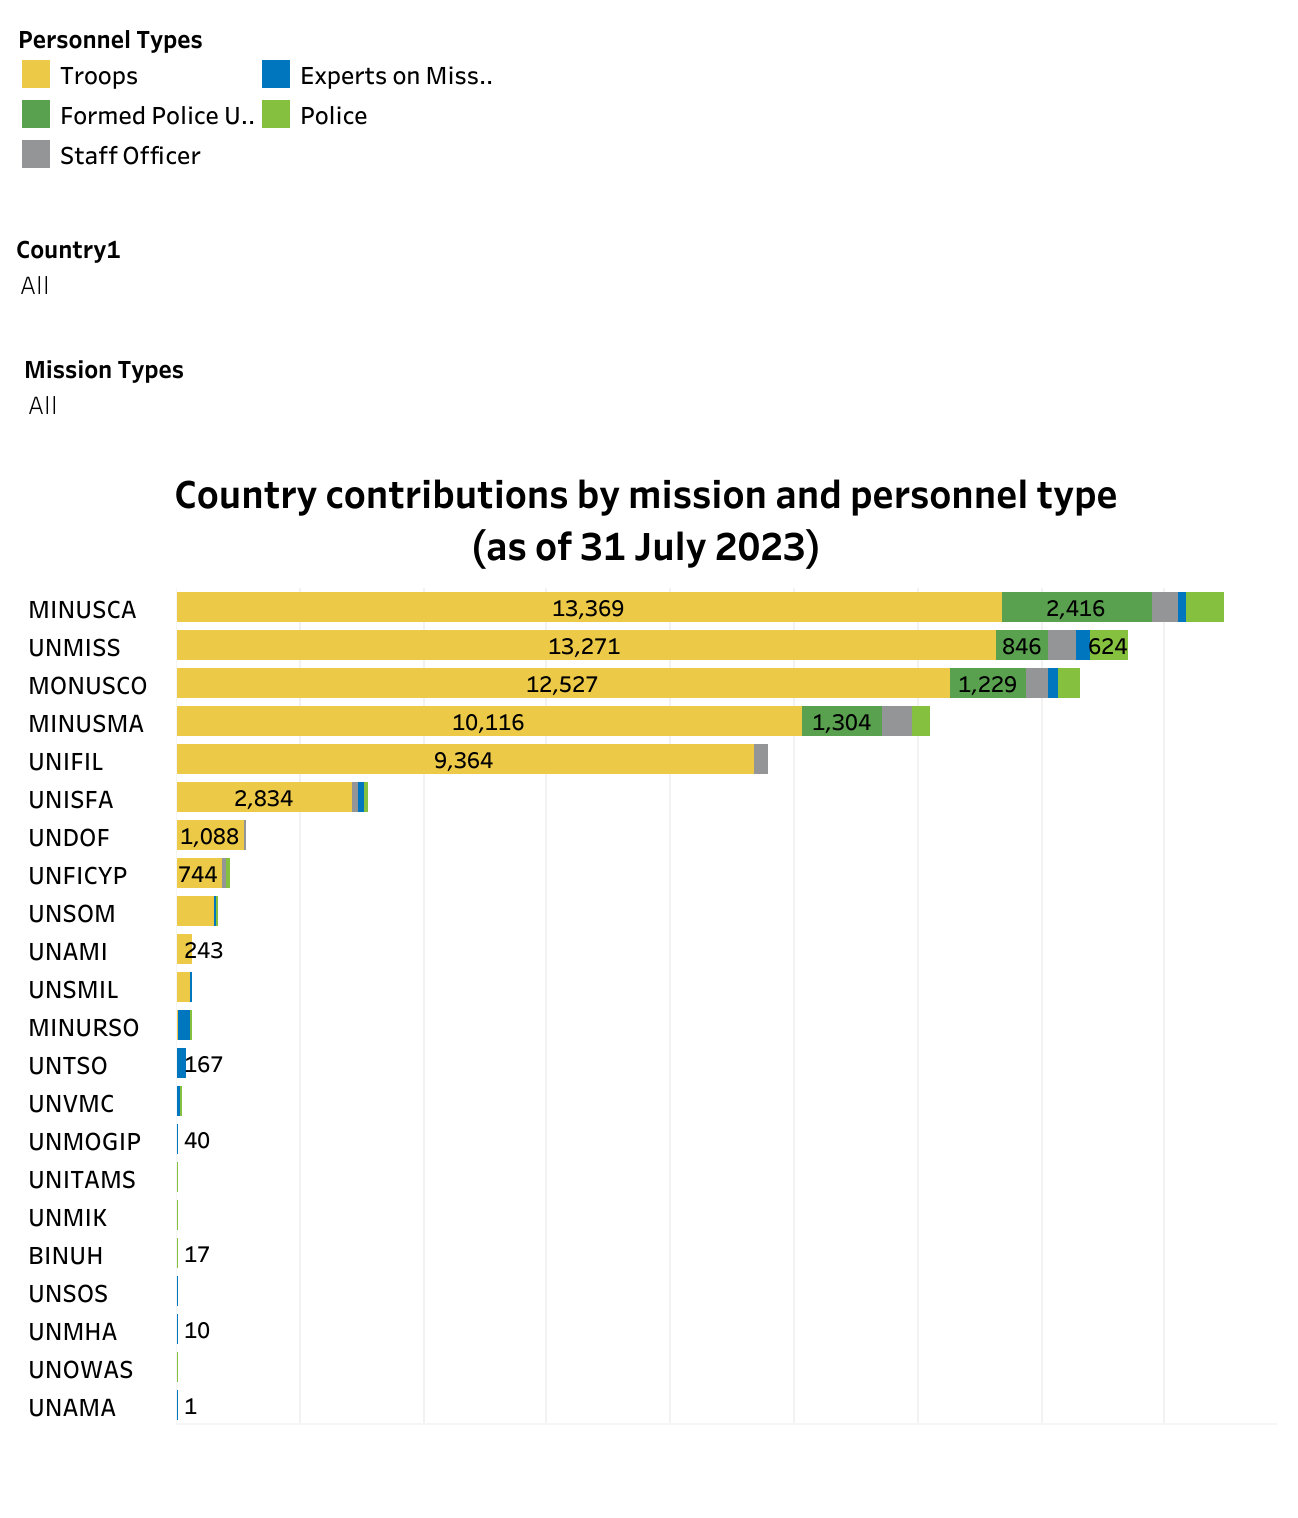 Personnel Types
Troops
Experts on Miss..
Formed Police U..
Police
Staff Officer
Country1
All
Mission Types
All
Country contributions by mission and personnel type
(as of 31 July 2023)
MINUSCA 13,369 2,416
UNMISS 13,271 846 624
MONUSCO 12,527 1,229
MINUSMA 10,116 1,304
UNIFIL 9,364
UNISFA 2,834
UNDOF 1,088
UNFICYP 744
UNSOM
UNAMI 243
UNSMIL
MINURSO
UNTSO 167
UNVMC
UNMOGIP 40
UNITAMS
UNMIK
BINUH 17
UNSOS
UNMHA 10
UNOWAS
UNAMA 1